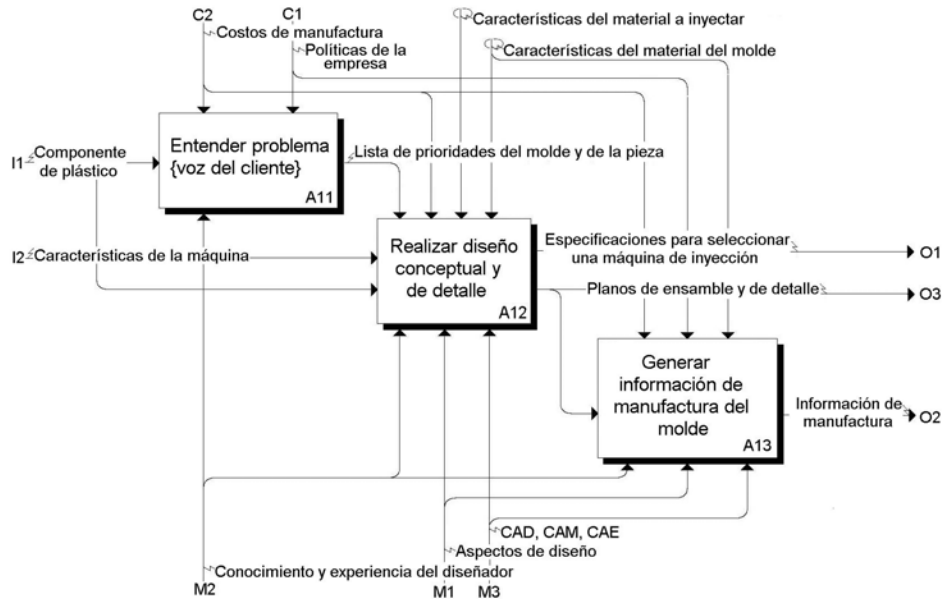 C2
C1
Costos de manufactura
Políticas de la
empresa
Características del material a inyectar
Características del material del molde
I1
Componente
de plástico
Entender problema
{voz del cliente}
A11
Lista de prioridades del molde y de la pieza
I2
Características de la máquina
Realizar diseño
conceptual y
de detalle
A12
Especificaciones para seleccionar
una máquina de inyección
O1
Planos de ensamble y de detalle
O3
Generar
información de
manufactura del
molde
A13
Información de
manufactura
O2
CAD, CAM, CAE
Aspectos de diseño
Conocimiento y experiencia del diseñador
M2
M1
M3